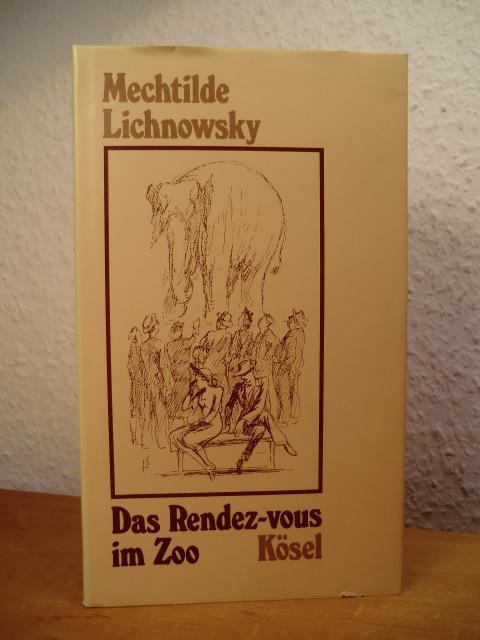 Mechtilde
Lichnowsky
Das Rendez-vous
im Zoo Kösel